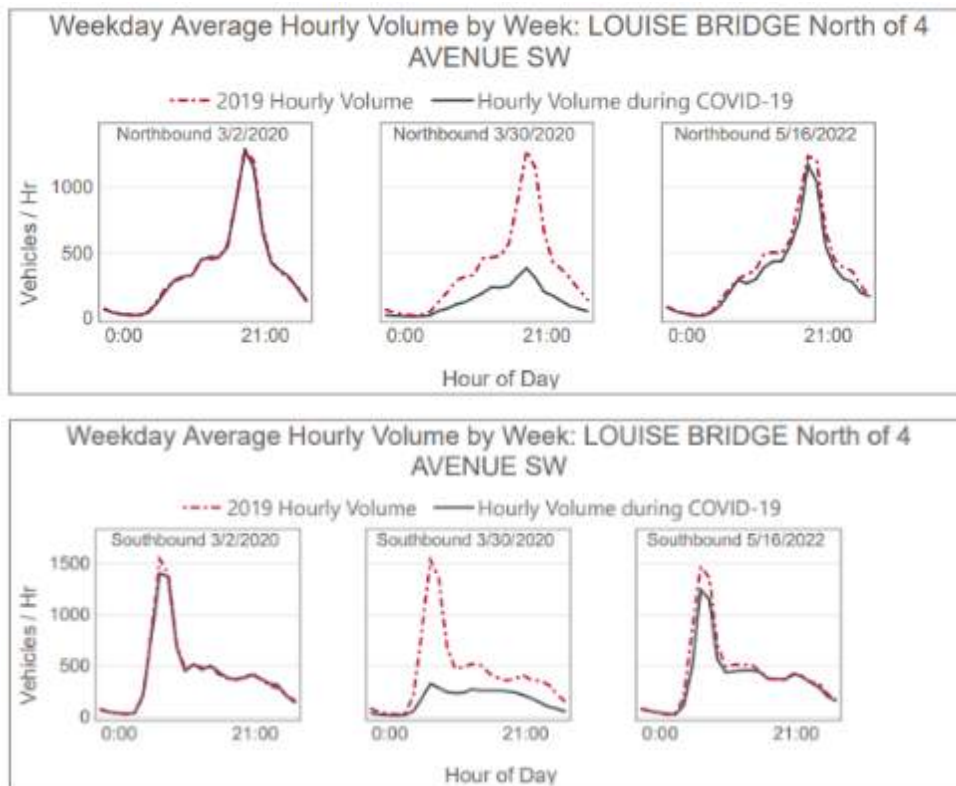 Weekday Average Hourly Volume by Week: LOUISE BRIDGE North of 4
AVENUE SW
2019 Hourly Volume Hourly Volume during COVID-19
Northbound 3/2/2020 Northbound 3/30/2020 Northbound 5/16/2022
Vehicles / Hr
1000
500
0
0:00 21:00 0:00 21:00 0:00 21:00
Hour of Day
Weekday Average Hourly Volume by Week: LOUISE BRIDGE North of 4
AVENUE SW
2019 Hourly Volume Hourly Volume during COVID-19
Southbound 3/2/2020 Southbound 3/30/2020 Southbound 5/16/2022
Vehicles / Hr
1500
1000
500
0
0:00 21:00 0:00 21:00 0:00 21:00
Hour of Day